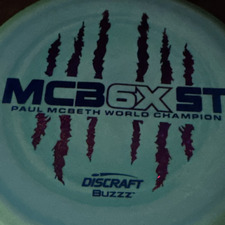 MCB6XST
PAUL MCBETH WORLD CHAMPION
DISCRAFT
Buzzz